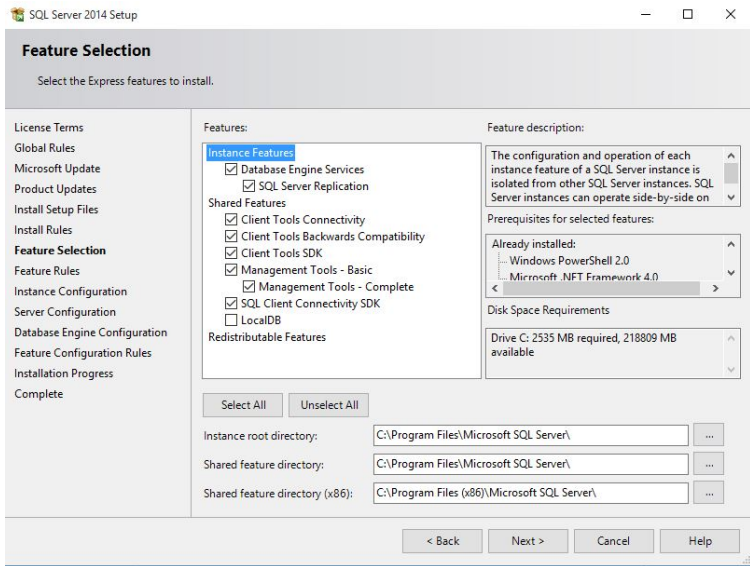 SQL Server 2014 Setup
Feature Selection
Select the Express features to install.
License Terms
Global Rules
Microsoft Update
Product Updates
Install Setup Files
Install Rules
Feature Selection
Feature Rules
Instance Configuration
Server Configuration
Database Engine Configuration
Feature Configuration Rules
Installation Progress
Complete
Features:
Instance Features
Database Engine Services
SQL Server Replication
Shared Features
Client Tools Connectivity
Client Tools Backwards Compatibility
Client Tools SDK
Management Tools - Basic
Management Tools - Complete
SQL Client Connectivity SDK
LocalDB
Redistributable Features
Feature description:
The configuration and operation of each
instance feature of a SQL Server instance is
isolated from other SQL Server instances. SQL
Server instances can operate side-by-side on
Prerequisites for selected features:
Already installed:
Windows PowerShell 2.0
Microsoft .NET Framework 4.0
Disk Space Requirements
Drive C: 2535 MB required, 218809 MB
available
Select All
Unselect All
Instance root directory:
C:\Program Files\Microsoft SQL Server\
...
Shared feature directory:
C:\Program Files\Microsoft SQL Server\
...
Shared feature directory (x86):
C:\Program Files (x86)\Microsoft SQL Server\
...
< Back
Next >
Cancel
Help